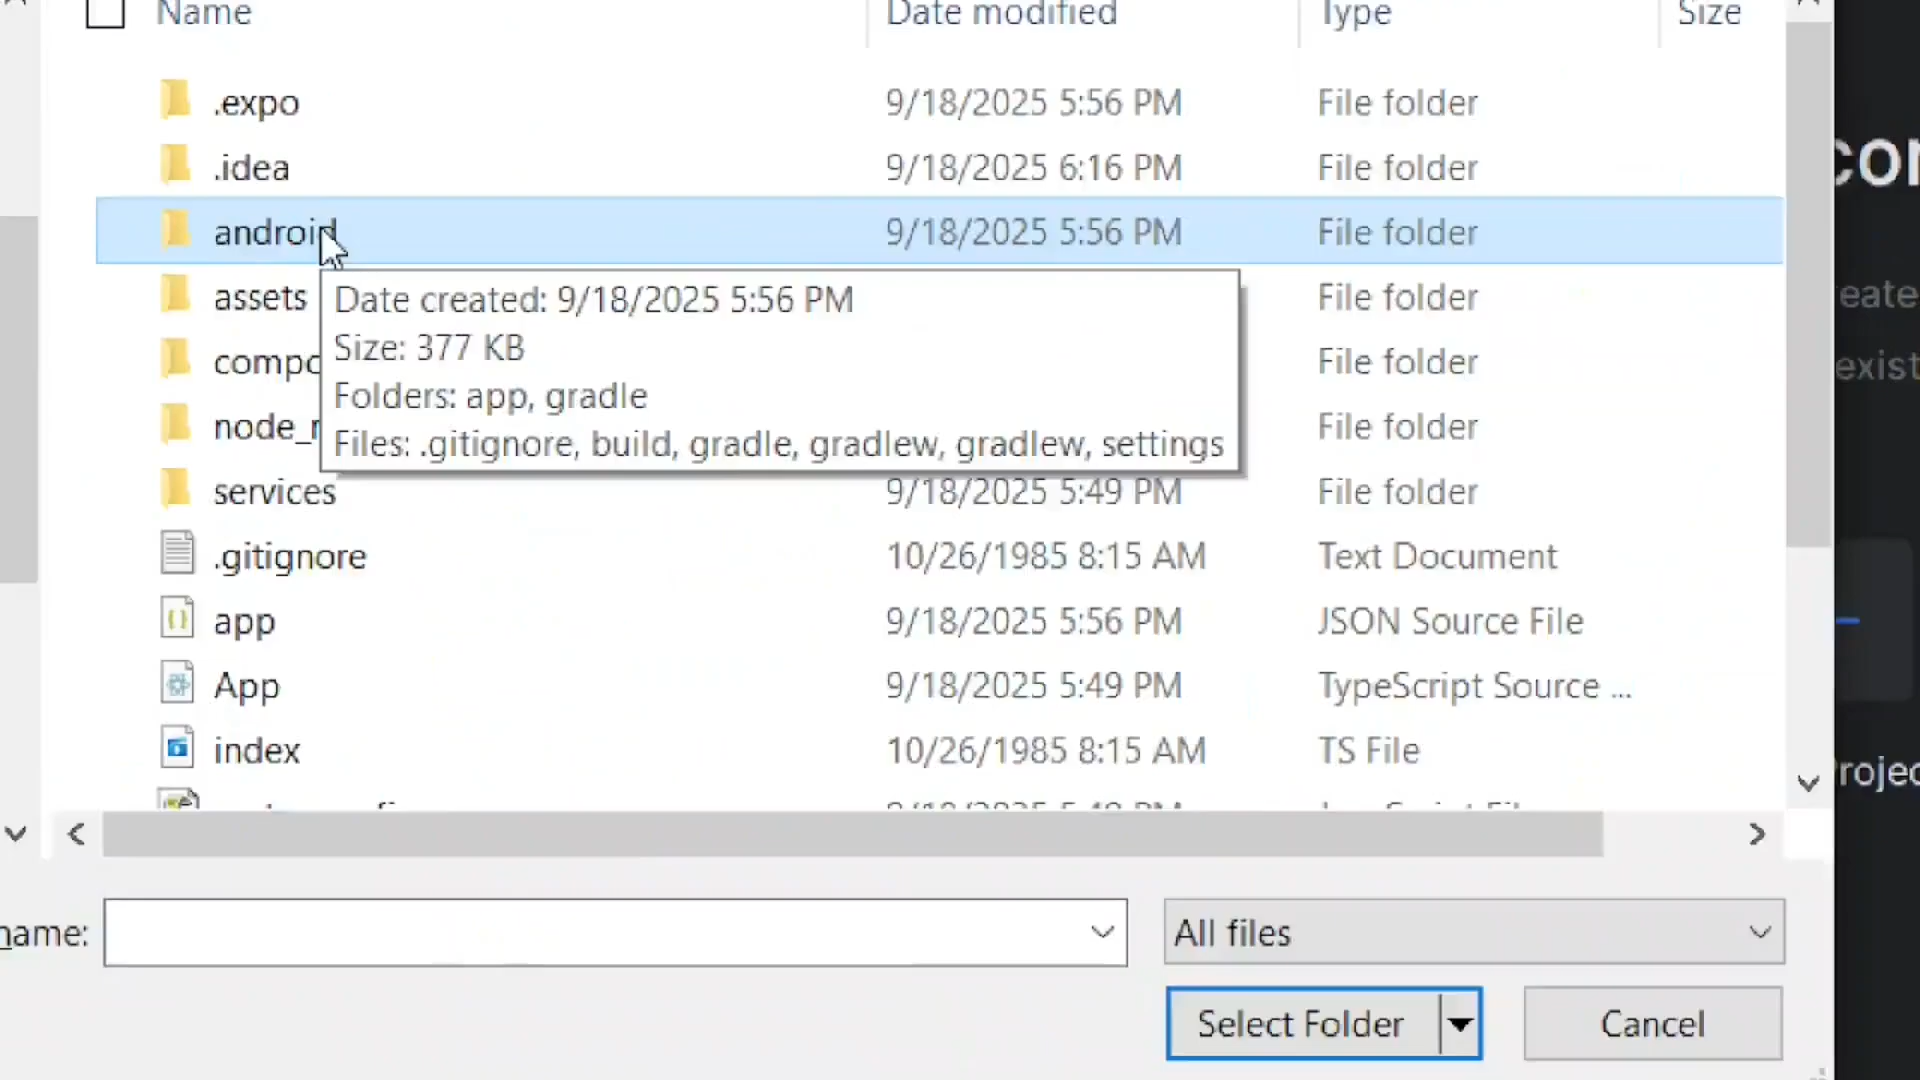 Name Date modified Type Size
.expo 9/18/2025 5:56 PM File folder
.idea 9/18/2025 6:16 PM File folder
android 9/18/2025 5:56 PM File folder
assets File folder
Date created: 9/18/2025 5:56 PM
Size: 377 KB
Folders: app, gradle
Files: .gitignore, build, gradle, gradlew, gradlew, settings
compo File folder
node_ File folder
services 9/18/2025 5:49 PM File folder
.gitignore 10/26/1985 8:15 AM Text Document
app 9/18/2025 5:56 PM JSON Source File
App 9/18/2025 5:49 PM TypeScript Source ...
index 10/26/1985 8:15 AM TS File
name: All files
Select Folder Cancel